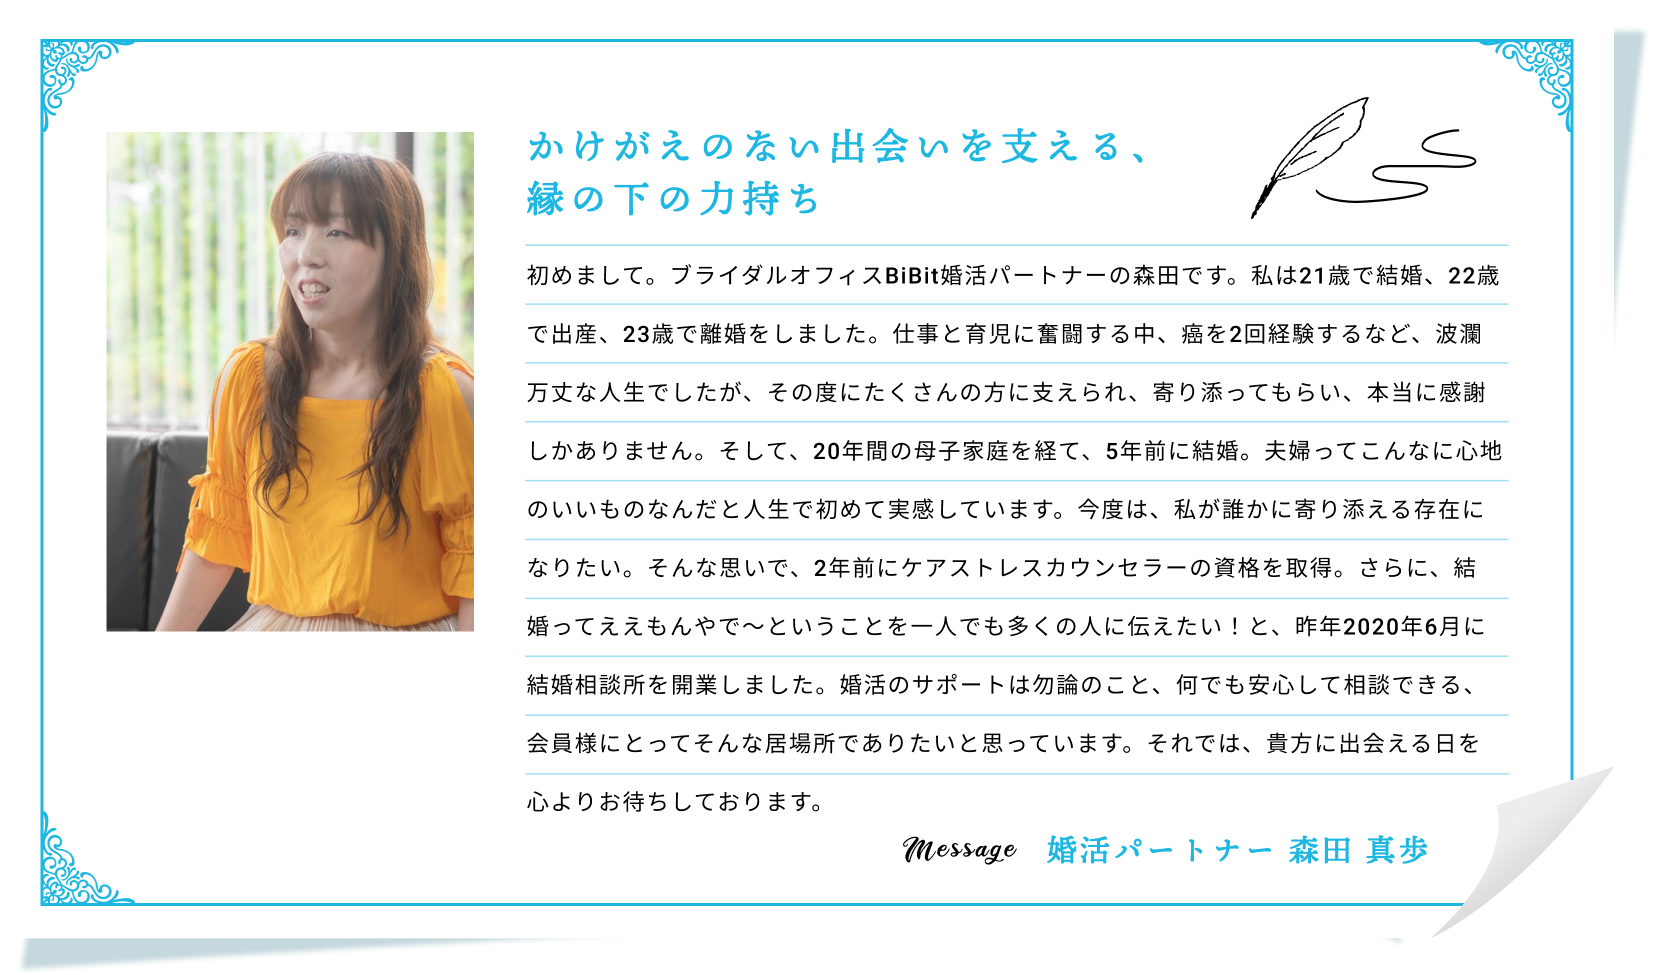 かけがえのない出会いを支える、
縁の下の力持ち
初めまして。ブライダルオフィスBiBit婚活パートナーの森田です。私は21歳で結婚、22歳
で出産、23歳で離婚をしました。仕事と育児に奮闘する中、癌を2回経験するなど、波瀾
万丈な人生でしたが、その度にたくさんの方に支えられ、寄り添ってもらい、本当に感謝
しかありません。そして、20年間の母子家庭を経て、5年前に結婚。夫婦ってこんなに心地
のいいものなんだと人生で初めて実感しています。今度は、私が誰かに寄り添える存在に
なりたい。そんな思いで、2年前にケアストレスカウンセラーの資格を取得。さらに、結
婚ってええもんやで〜ということを一人でも多くの人に伝えたい！と、昨年2020年6月に
結婚相談所を開業しました。婚活のサポートは勿論のこと、何でも安心して相談できる、
会員様にとってそんな居場所でありたいと思っています。それでは、貴方に出会える日を
心よりお待ちしております。
Message 婚活パートナー 森田 真歩